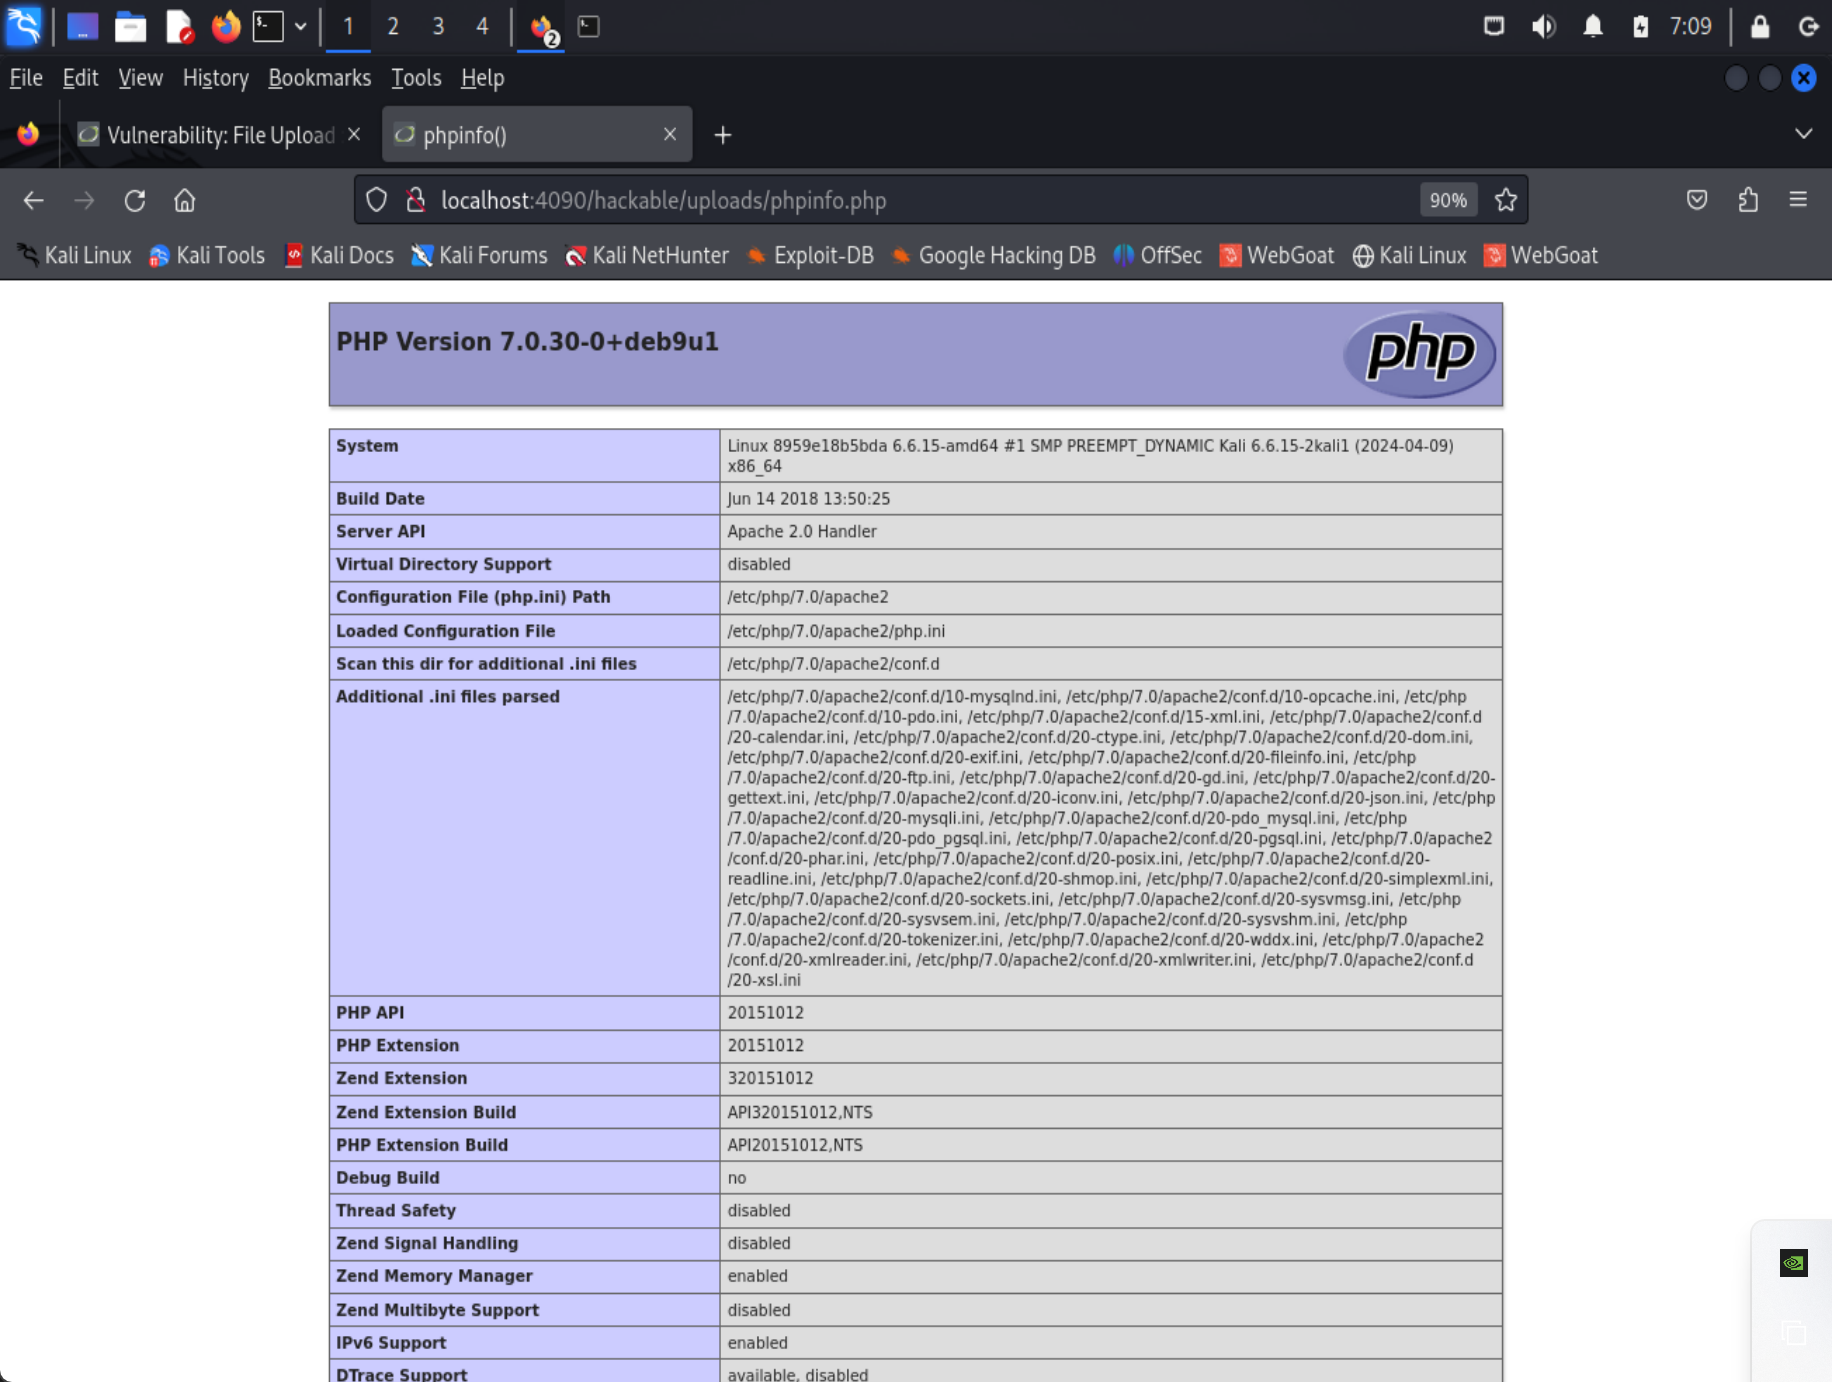 1 2 3 4 2 7:09
File Edit View History Bookmarks Tools Help
Vulnerability: File Upload phpinfo()
localhost:4090/hackable/uploads/phpinfo.php 90%
Kali Linux Kali Tools Kali Docs Kali Forums Kali NetHunter Exploit-DB Google Hacking DB OffSec WebGoat Kali Linux WebGoat
PHP Version 7.0.30-0+deb9u1
php
System Linux 8959e18b5bda 6.6.15-amd64 #1 SMP PREEMPT_DYNAMIC Kali 6.6.15-2kali1 (2024-04-09)
x86_64
Build Date Jun 14 2018 13:50:25
Server API Apache 2.0 Handler
Virtual Directory Support disabled
Configuration File (php.ini) Path /etc/php/7.0/apache2
Loaded Configuration File /etc/php/7.0/apache2/php.ini
Scan this dir for additional .ini files /etc/php/7.0/apache2/conf.d
Additional .ini files parsed /etc/php/7.0/apache2/conf.d/10-mysqlnd.ini, /etc/php/7.0/apache2/conf.d/10-opcache.ini, /etc/php
/7.0/apache2/conf.d/10-pdo.ini, /etc/php/7.0/apache2/conf.d/15-xml.ini, /etc/php/7.0/apache2/conf.d
/20-calendar.ini, /etc/php/7.0/apache2/conf.d/20-ctype.ini, /etc/php/7.0/apache2/conf.d/20-dom.ini,
/etc/php/7.0/apache2/conf.d/20-exif.ini, /etc/php/7.0/apache2/conf.d/20-fileinfo.ini, /etc/php
/7.0/apache2/conf.d/20-ftp.ini, /etc/php/7.0/apache2/conf.d/20-gd.ini, /etc/php/7.0/apache2/conf.d/20-
gettext.ini, /etc/php/7.0/apache2/conf.d/20-iconv.ini, /etc/php/7.0/apache2/conf.d/20-json.ini, /etc/php
/7.0/apache2/conf.d/20-mysqli.ini, /etc/php/7.0/apache2/conf.d/20-pdo_mysql.ini, /etc/php
/7.0/apache2/conf.d/20-pdo_pgsql.ini, /etc/php/7.0/apache2/conf.d/20-pgsql.ini, /etc/php/7.0/apache2
/conf.d/20-phar.ini, /etc/php/7.0/apache2/conf.d/20-posix.ini, /etc/php/7.0/apache2/conf.d/20-
readline.ini, /etc/php/7.0/apache2/conf.d/20-shmop.ini, /etc/php/7.0/apache2/conf.d/20-simplexml.ini,
/etc/php/7.0/apache2/conf.d/20-sockets.ini, /etc/php/7.0/apache2/conf.d/20-sysvmsg.ini, /etc/php
/7.0/apache2/conf.d/20-sysvsem.ini, /etc/php/7.0/apache2/conf.d/20-sysvshm.ini, /etc/php
/7.0/apache2/conf.d/20-tokenizer.ini, /etc/php/7.0/apache2/conf.d/20-wddx.ini, /etc/php/7.0/apache2
/conf.d/20-xmlreader.ini, /etc/php/7.0/apache2/conf.d/20-xmlwriter.ini, /etc/php/7.0/apache2/conf.d
/20-xsl.ini
PHP API 20151012
PHP Extension 20151012
Zend Extension 320151012
Zend Extension Build API320151012,NTS
PHP Extension Build API20151012,NTS
Debug Build no
Thread Safety disabled
Zend Signal Handling disabled
Zend Memory Manager enabled
Zend Multibyte Support disabled
IPv6 Support enabled
DTrace Support available, disabled